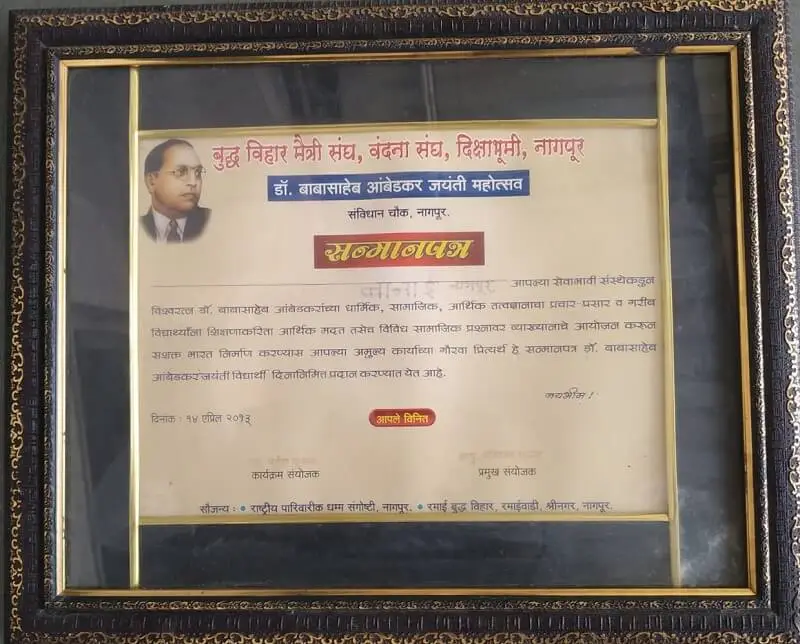 बुद्ध विहार मैत्री संघ, वंदना संघ, दिक्षाभूमी, नागपूर
डॉ. बाबासाहेब आंबेडकर जयंती महोत्सव
संविधान चौक, नागपूर.
सन्मानपत्र
नागपूर आपल्या सेवाभावी संस्थेकडुन
विश्वरत्न डॉ. बाबासाहेब आंबेडकरांच्या धार्मिक, सामाजिक, आर्थिक तत्वज्ञानाचा प्रचार-प्रसार व गरीब
विद्यार्थ्यांना शिक्षणाकरिता आर्थिक मदत तसेच विविध सामाजिक प्रश्नावर व्याख्यानाचे आयोजन करून
सशक्त भारत निर्माण करण्यास आपल्या अमुल्य कार्याच्या गौरवा प्रित्यर्थ हे सन्मानपत्र डॉ. बाबासाहेब
आंबेडकरांजयंती विद्यार्थी दिनानिमित्त प्रदान करण्यात येत आहे.
जयभीम!
दिनांक : १४ एप्रिल २०१३
आपले विनित
कार्यक्रम संयोजक
प्रमुख संयोजक
सौजन्य : • राष्ट्रीय पारिवारीक धम्म संगोष्टी, नागपूर. • रमाई बुद्ध विहार, रमाईवाडी, श्रीनगर, नागपूर.